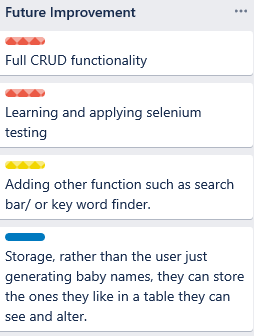 Future Improvement
Full CRUD functionality
Learning and applying selenium
testing
Adding other function such as search
bar/ or key word finder.
Storage, rather than the user just
generating baby names, they can store
the ones they like in a table they can
see and alter.